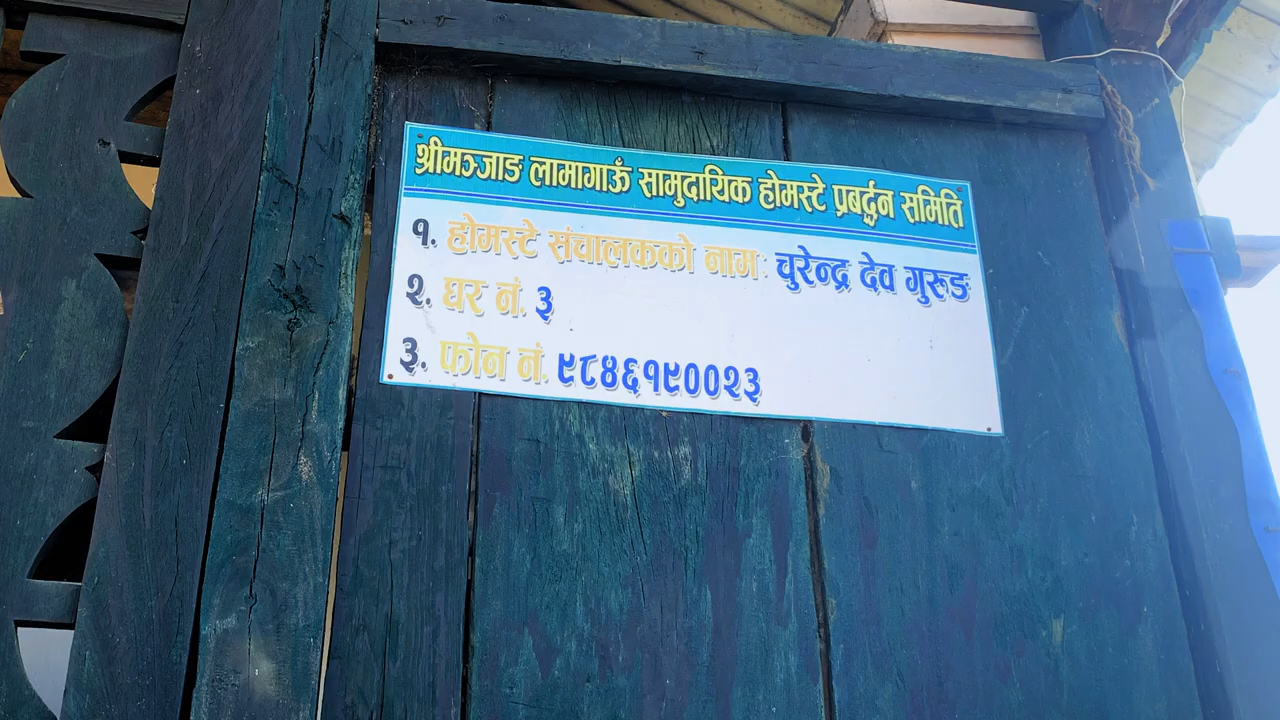 श्रीमञ्जाङ लामागाऊँ सामुदायिक होमस्टे प्रबर्द्धन समिति
१. होमस्टे संचालकको नाम: चुरेन्द्र देव गुरुङ
२. घर नं. ३
३. फोन नं. ९८४६१९००२३